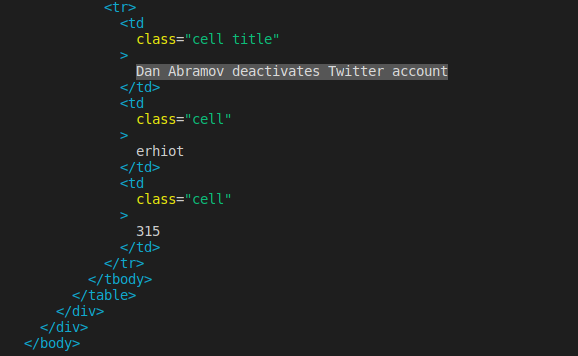 <tr>
<td
class="cell title"
>
Dan Abramov deactivates Twitter account
</td>
<td
class="cell"
>
erhiot
</td>
<td
class="cell"
>
315
</td>
</tr>
</tbody>
</table>
</div>
</div>
</body>